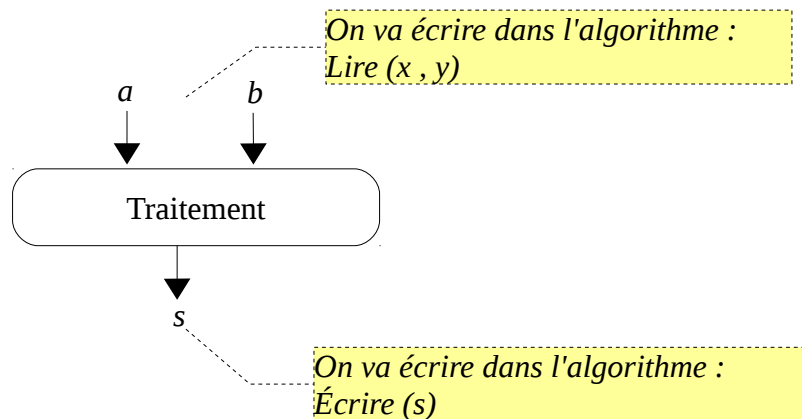 On va écrire dans l'algorithme :
Lire (x , y)
a b
Traitement
s
On va écrire dans l'algorithme :
Écrire (s)